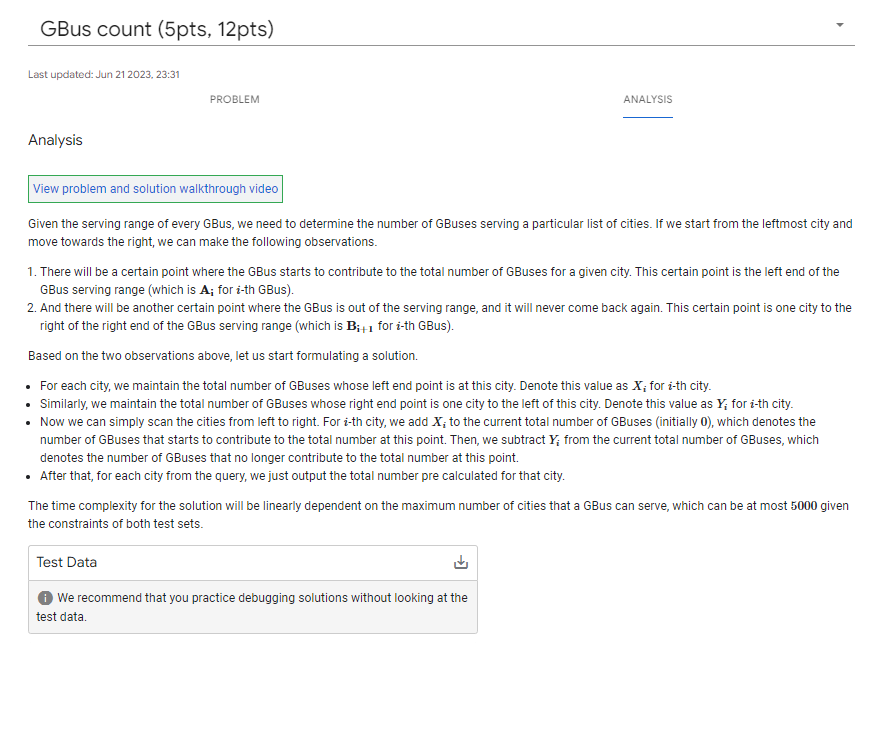 GBus count (5pts, 12pts)
Last updated: Jun 21 2023, 23:31
PROBLEM
ANALYSIS
Analysis
View problem and solution walkthrough video
Given the serving range of every GBus, we need to determine the number of GBuses serving a particular list of cities. If we start from the leftmost city and
move towards the right, we can make the following observations.
1. There will be a certain point where the GBus starts to contribute to the total number of GBuses for a given city. This certain point is the left end of the
GBus serving range (which is Aᵢ for i-th GBus).
2. And there will be another certain point where the GBus is out of the serving range, and it will never come back again. This certain point is one city to the
right of the right end of the GBus serving range (which is Bᵢ₊₁ for i-th GBus).
Based on the two observations above, let us start formulating a solution.
• For each city, we maintain the total number of GBuses whose left end point is at this city. Denote this value as Xᵢ for i-th city.
• Similarly, we maintain the total number of GBuses whose right end point is one city to the left of this city. Denote this value as Yᵢ for i-th city.
• Now we can simply scan the cities from left to right. For i-th city, we add Xᵢ to the current total number of GBuses (initially 0), which denotes the
number of GBuses that starts to contribute to the total number at this point. Then, we subtract Yᵢ from the current total number of GBuses, which
denotes the number of GBuses that no longer contribute to the total number at this point.
• After that, for each city from the query, we just output the total number pre calculated for that city.
The time complexity for the solution will be linearly dependent on the maximum number of cities that a GBus can serve, which can be at most 5000 given
the constraints of both test sets.
Test Data
We recommend that you practice debugging solutions without looking at the
test data.